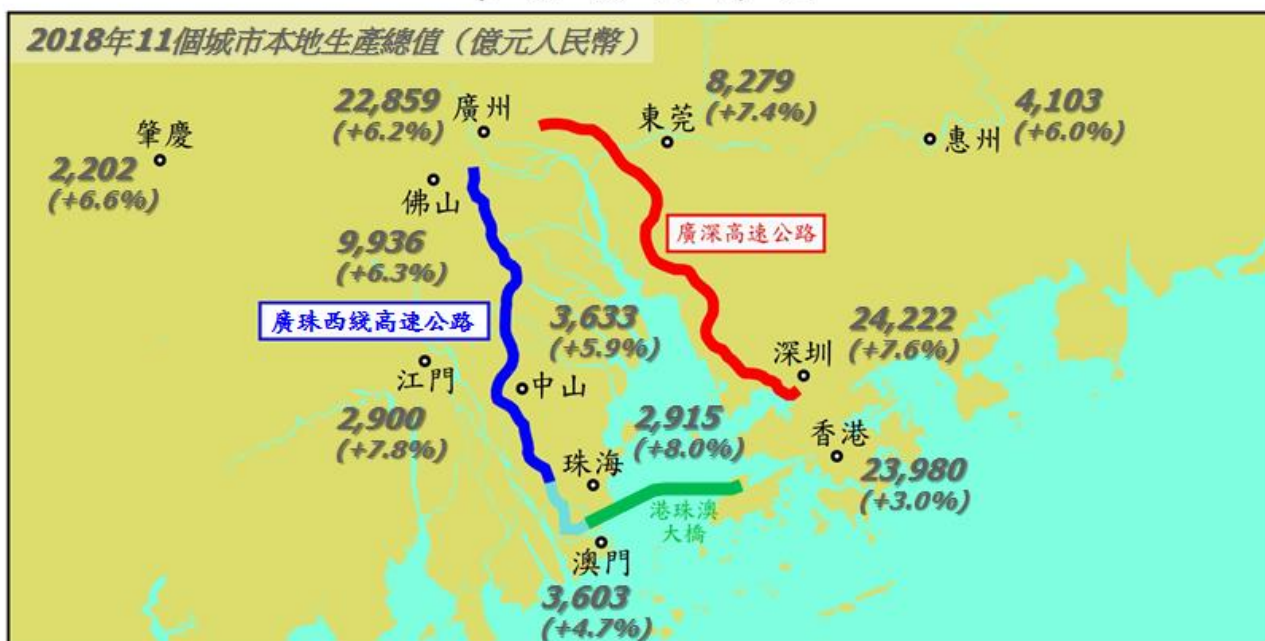 2018年11個城市本地生產總值（億元人民幣）
22,859
(+6.2%)
廣州
8,279
(+7.4%)
東莞
4,103
(+6.0%)
惠州
肇慶
2,202
(+6.6%)
佛山
9,936
(+6.3%)
廣深高速公路
廣珠西綫高速公路
3,633
(+5.9%)
中山
24,222
(+7.6%)
深圳
江門
2,900
(+7.8%)
2,915
(+8.0%)
珠海
香港
23,980
(+3.0%)
港珠澳
大橋
澳門
3,603
(+4.7%)